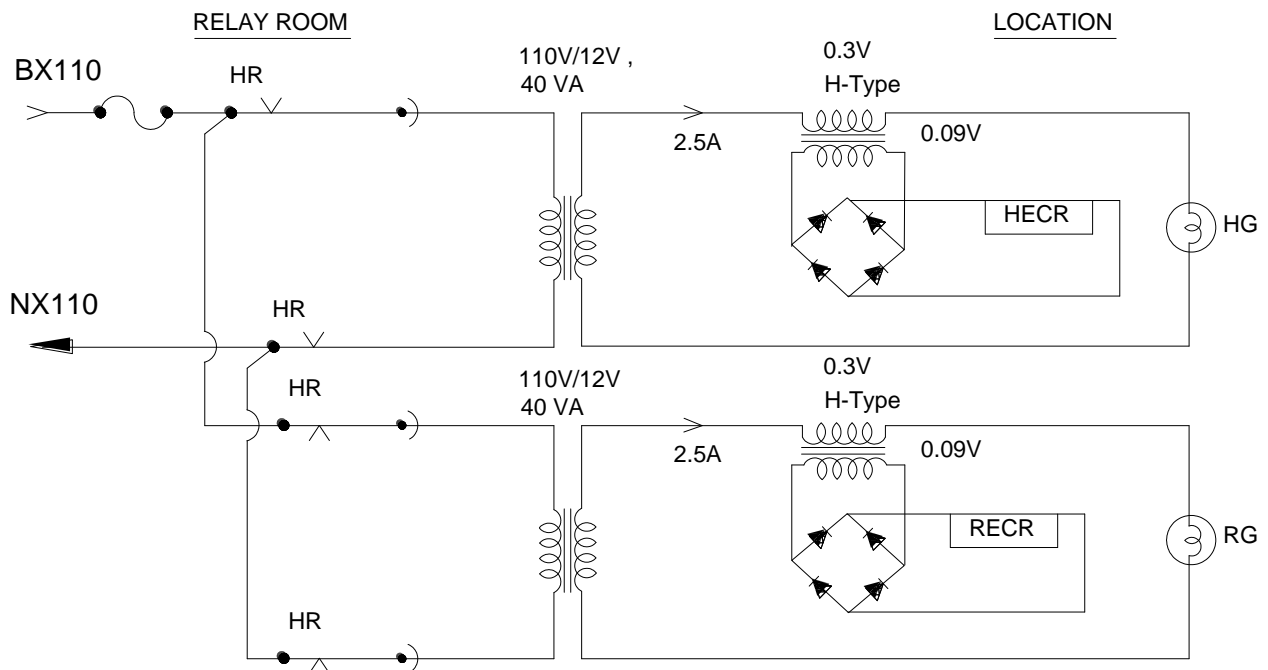 RELAY ROOM
LOCATION
BX110
HR
110V/12V ,
40 VA
2.5A
0.3V
H-Type
0.09V
HECR
HG
NX110
HR
HR
110V/12V
40 VA
2.5A
0.3V
H-Type
0.09V
RECR
RG
HR